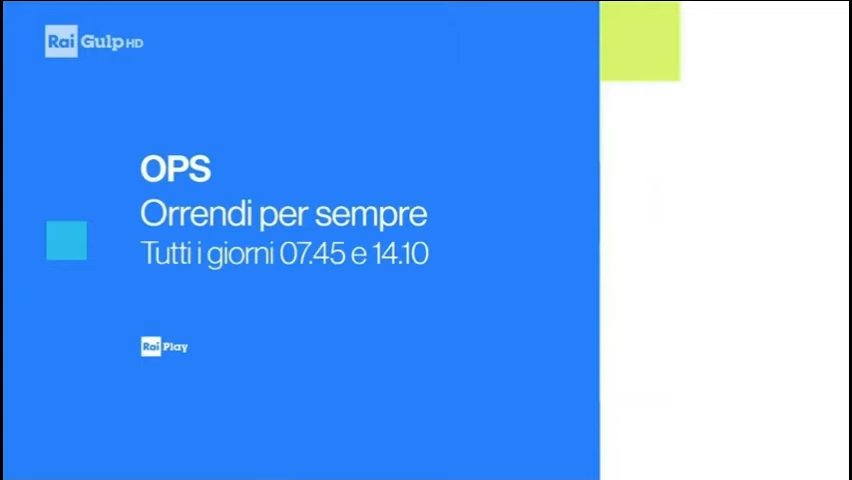 Rai Gulp HD
OPS
Orrendi per sempre
Tutti i giorni 07.45 e 14.10
Rai Play